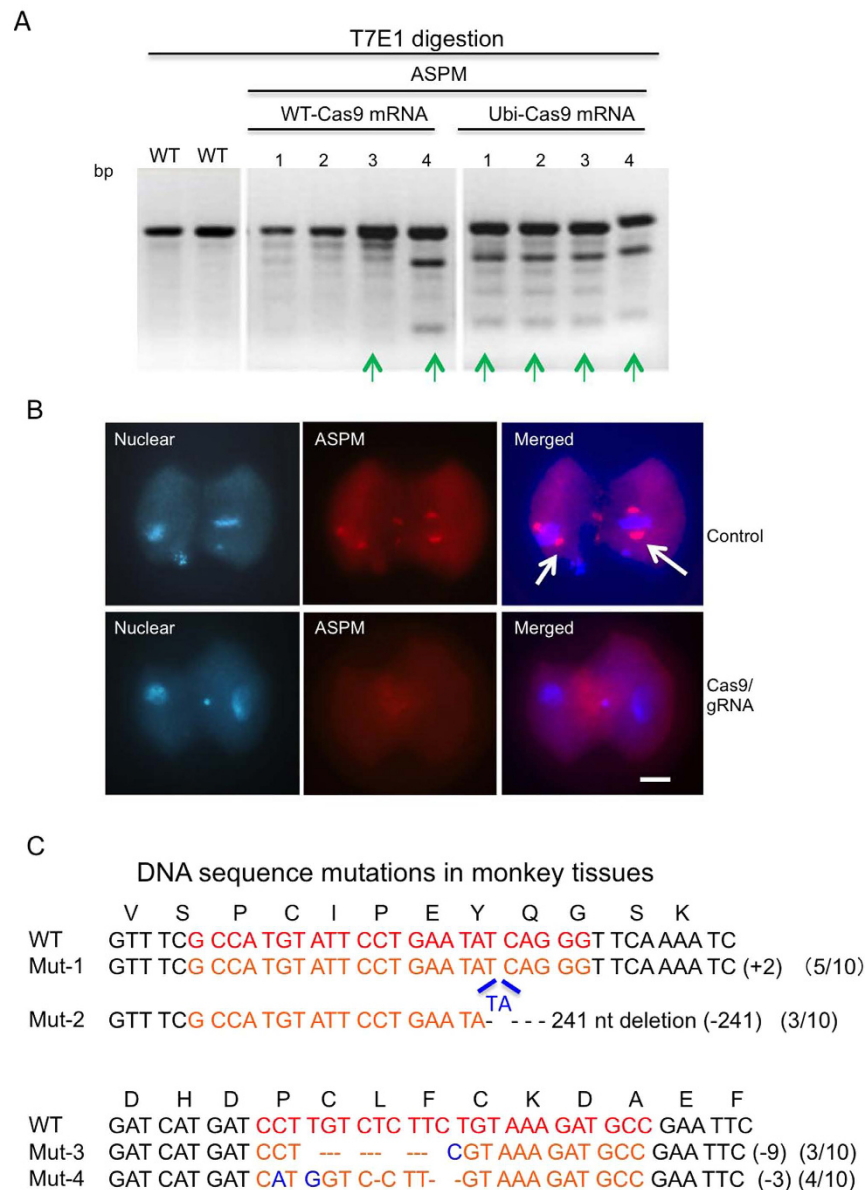 A
T7E1 digestion
ASPM
WT-Cas9 mRNA Ubi-Cas9 mRNA
WT WT 1 2 3 4 1 2 3 4
bp
B
Nuclear ASPM Merged
Control
Nuclear ASPM Merged
Cas9/
gRNA
C
DNA sequence mutations in monkey tissues
V S P C I P E Y Q G S K
WT GTT TCG CCA TGT ATT CCT GAA TAT CAG GGT TCA AAA TC
Mut-1 GTT TCG CCA TGT ATT CCT GAA TAT CAG GGT TCA AAA TC (+2) (5/10)
TA
Mut-2 GTT TCG CCA TGT ATT CCT GAA TA- - - - 241 nt deletion (-241) (3/10)
D H D P C L F C K D A E F
WT GAT CAT GAT CCT TGT CTC TTC TGT AAA GAT GCC GAA TTC
Mut-3 GAT CAT GAT CCT --- --- --- CGT AAA GAT GCC GAA TTC (-9) (3/10)
Mut-4 GAT CAT GAT CAT GGT C-C TT- -GT AAA GAT GCC GAA TTC (-3) (4/10)